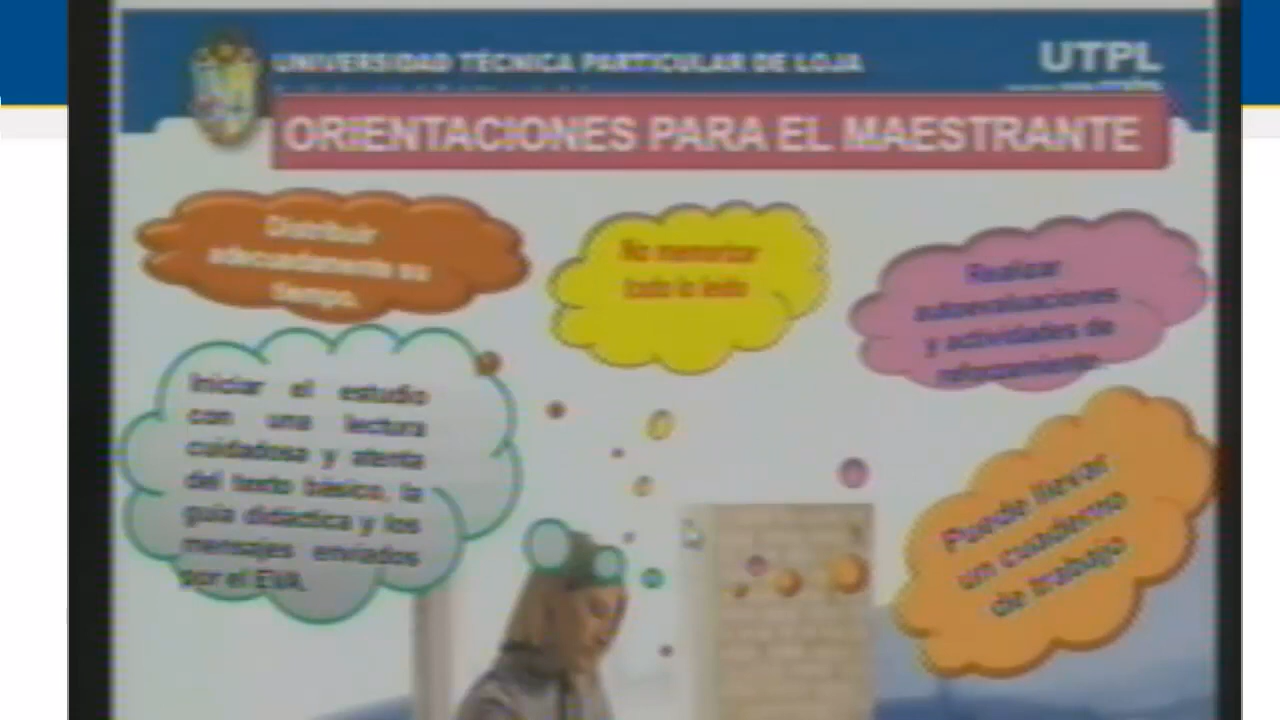 UNIVERSIDAD TÉCNICA PARTICULAR DE LOJA
UTPL
ORIENTACIONES PARA EL MAESTRANTE
Distribuir
adecuadamente su
tiempo.
No memorizar
todo lo leído
Realizar
autoevaluaciones
y actividades de
reforzamiento.
Iniciar el estudio
con una lectura
cuidadosa y atenta
del texto básico, la
guía didáctica y los
mensajes enviados
por el EVA.
Puede llevar
un cuaderno
de trabajo